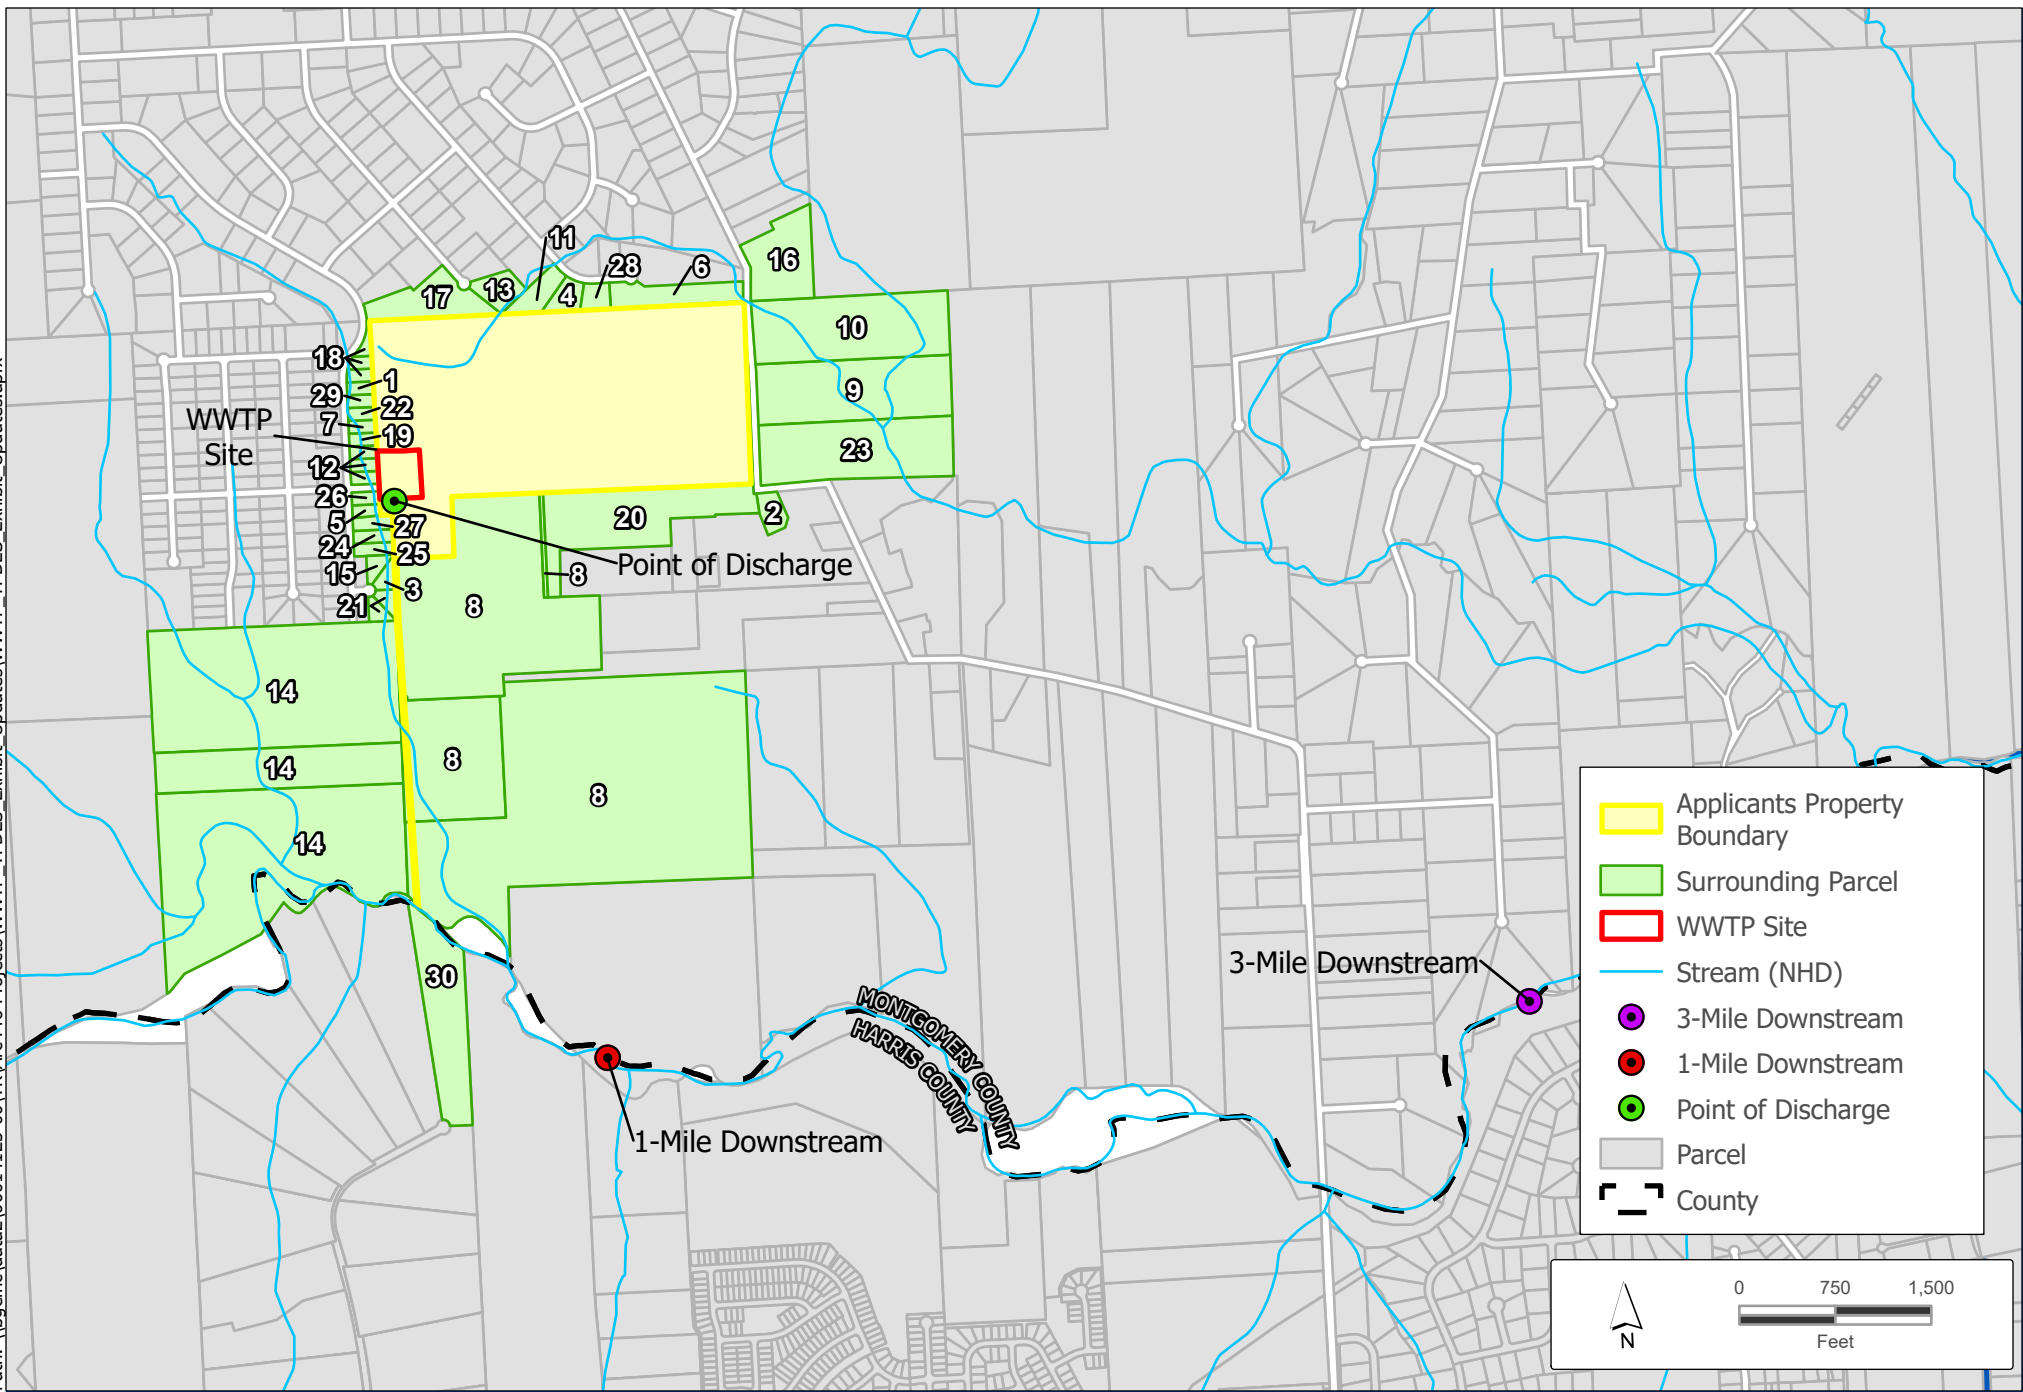 11
28
6
16
17
13
4
10
18
1
29
9
22
7
WWTP
Site
19
23
12
26
20
2
5
27
24
25
Point of Discharge
15
8
3
21
8
14
8
14
8
14
30
3-Mile Downstream
MONTGOMERY COUNTY
HARRIS COUNTY
1-Mile Downstream
Applicants Property
Boundary
Surrounding Parcel
WWTP Site
Stream (NHD)
3-Mile Downstream
1-Mile Downstream
Point of Discharge
Parcel
County
0 750 1,500
Feet
N